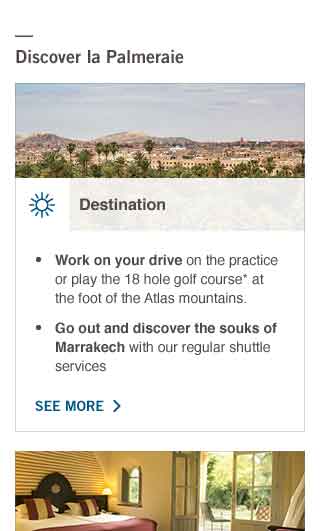 Discover la Palmeraie
Destination
• Work on your drive on the practice
or play the 18 hole golf course* at
the foot of the Atlas mountains.
• Go out and discover the souks of
Marrakech with our regular shuttle
services
SEE MORE